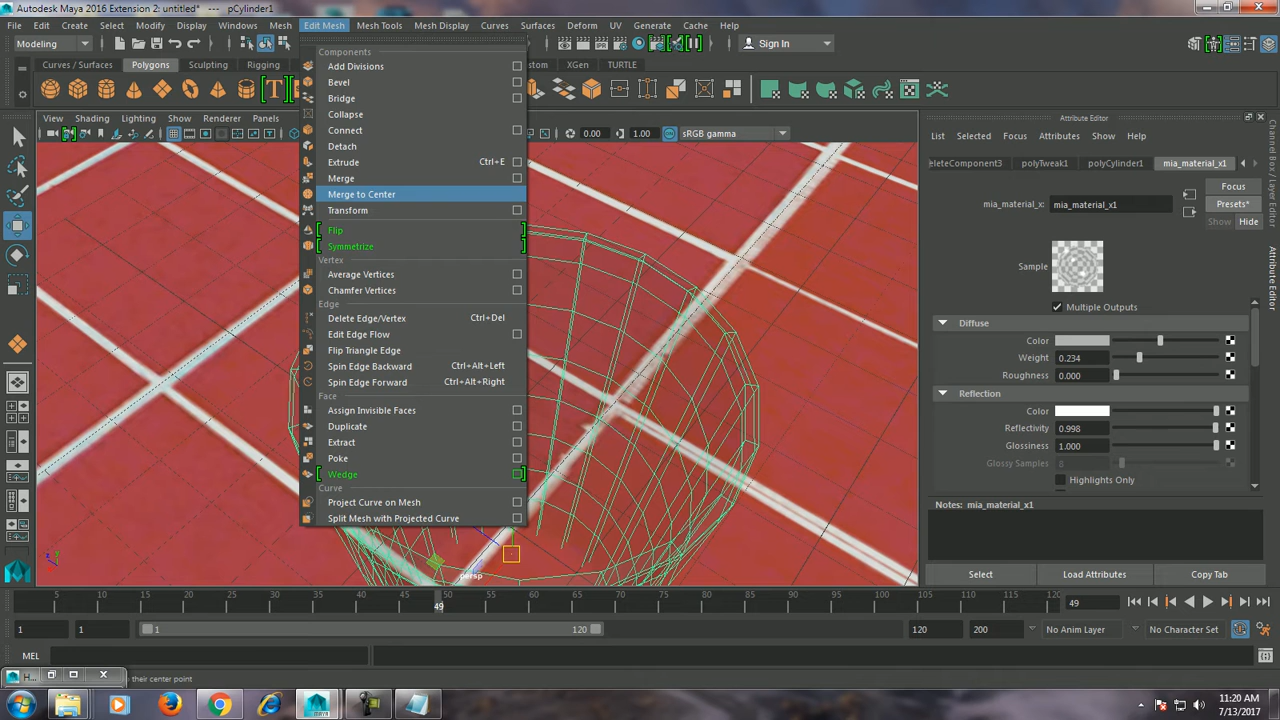 Autodesk Maya 2016 Extension 2: untitled* --- pCylinder1
File Edit Create Select Modify Display Windows Mesh Edit Mesh Mesh Tools Mesh Display Curves Surfaces Deform UV Generate Cache Help
Modeling
Sign In
Curves / Surfaces Polygons Sculpting Rigging
XGen TURTLE
View Shading Lighting Show Renderer Panels
0.00 1.00 sRGB gamma
Components
Add Divisions
Bevel
Bridge
Collapse
Connect
Detach
Extrude Ctrl+E
Merge
Merge to Center
Transform
Flip
Symmetrize
Vertex
Average Vertices
Chamfer Vertices
Edge
Delete Edge/Vertex Ctrl+Del
Edit Edge Flow
Flip Triangle Edge
Spin Edge Backward Ctrl+Alt+Left
Spin Edge Forward Ctrl+Alt+Right
Face
Assign Invisible Faces
Duplicate
Extract
Poke
Wedge
Curve
Project Curve on Mesh
Split Mesh with Projected Curve
persp
Attribute Editor
List Selected Focus Attributes Show Help
eleteComponent3 polyTweak1 polyCylinder1 mia_material_x1
Focus
mia_material_x: mia_material_x1 Presets*
Show Hide
Sample
Multiple Outputs
Diffuse
Color
Weight 0.234
Roughness 0.000
Reflection
Color
Reflectivity 0.998
Glossiness 1.000
Glossy Samples 8
Highlights Only
Notes: mia_material_x1
Select Load Attributes Copy Tab
Channel Box / Layer Editor
Attribute Editor
5 10 15 20 25 30 35 40 45 50 55 60 65 70 75 80 85 90 95 100 105 110 115 120
49
49
1 1 1 120 120 200 No Anim Layer No Character Set
MEL
H...
their center point
11:20 AM
7/13/2017